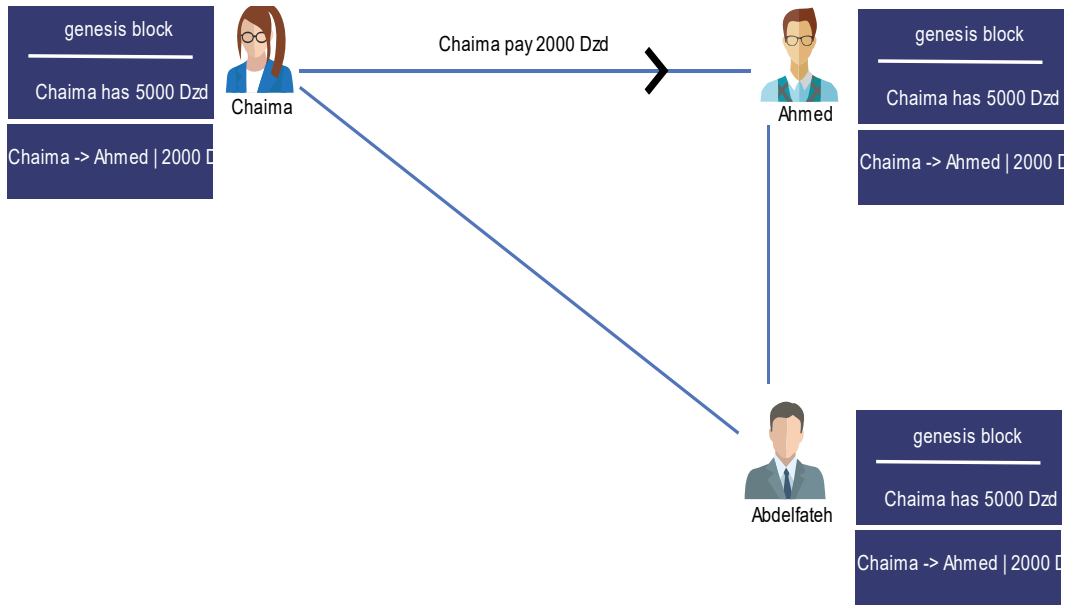 genesis block
Chaima has 5000 Dzd
Chaima -> Ahmed | 2000 D
Chaima
Chaima pay 2000 Dzd
Ahmed
genesis block
Chaima has 5000 Dzd
Chaima -> Ahmed | 2000 D
Abdelfateh
genesis block
Chaima has 5000 Dzd
Chaima -> Ahmed | 2000 D